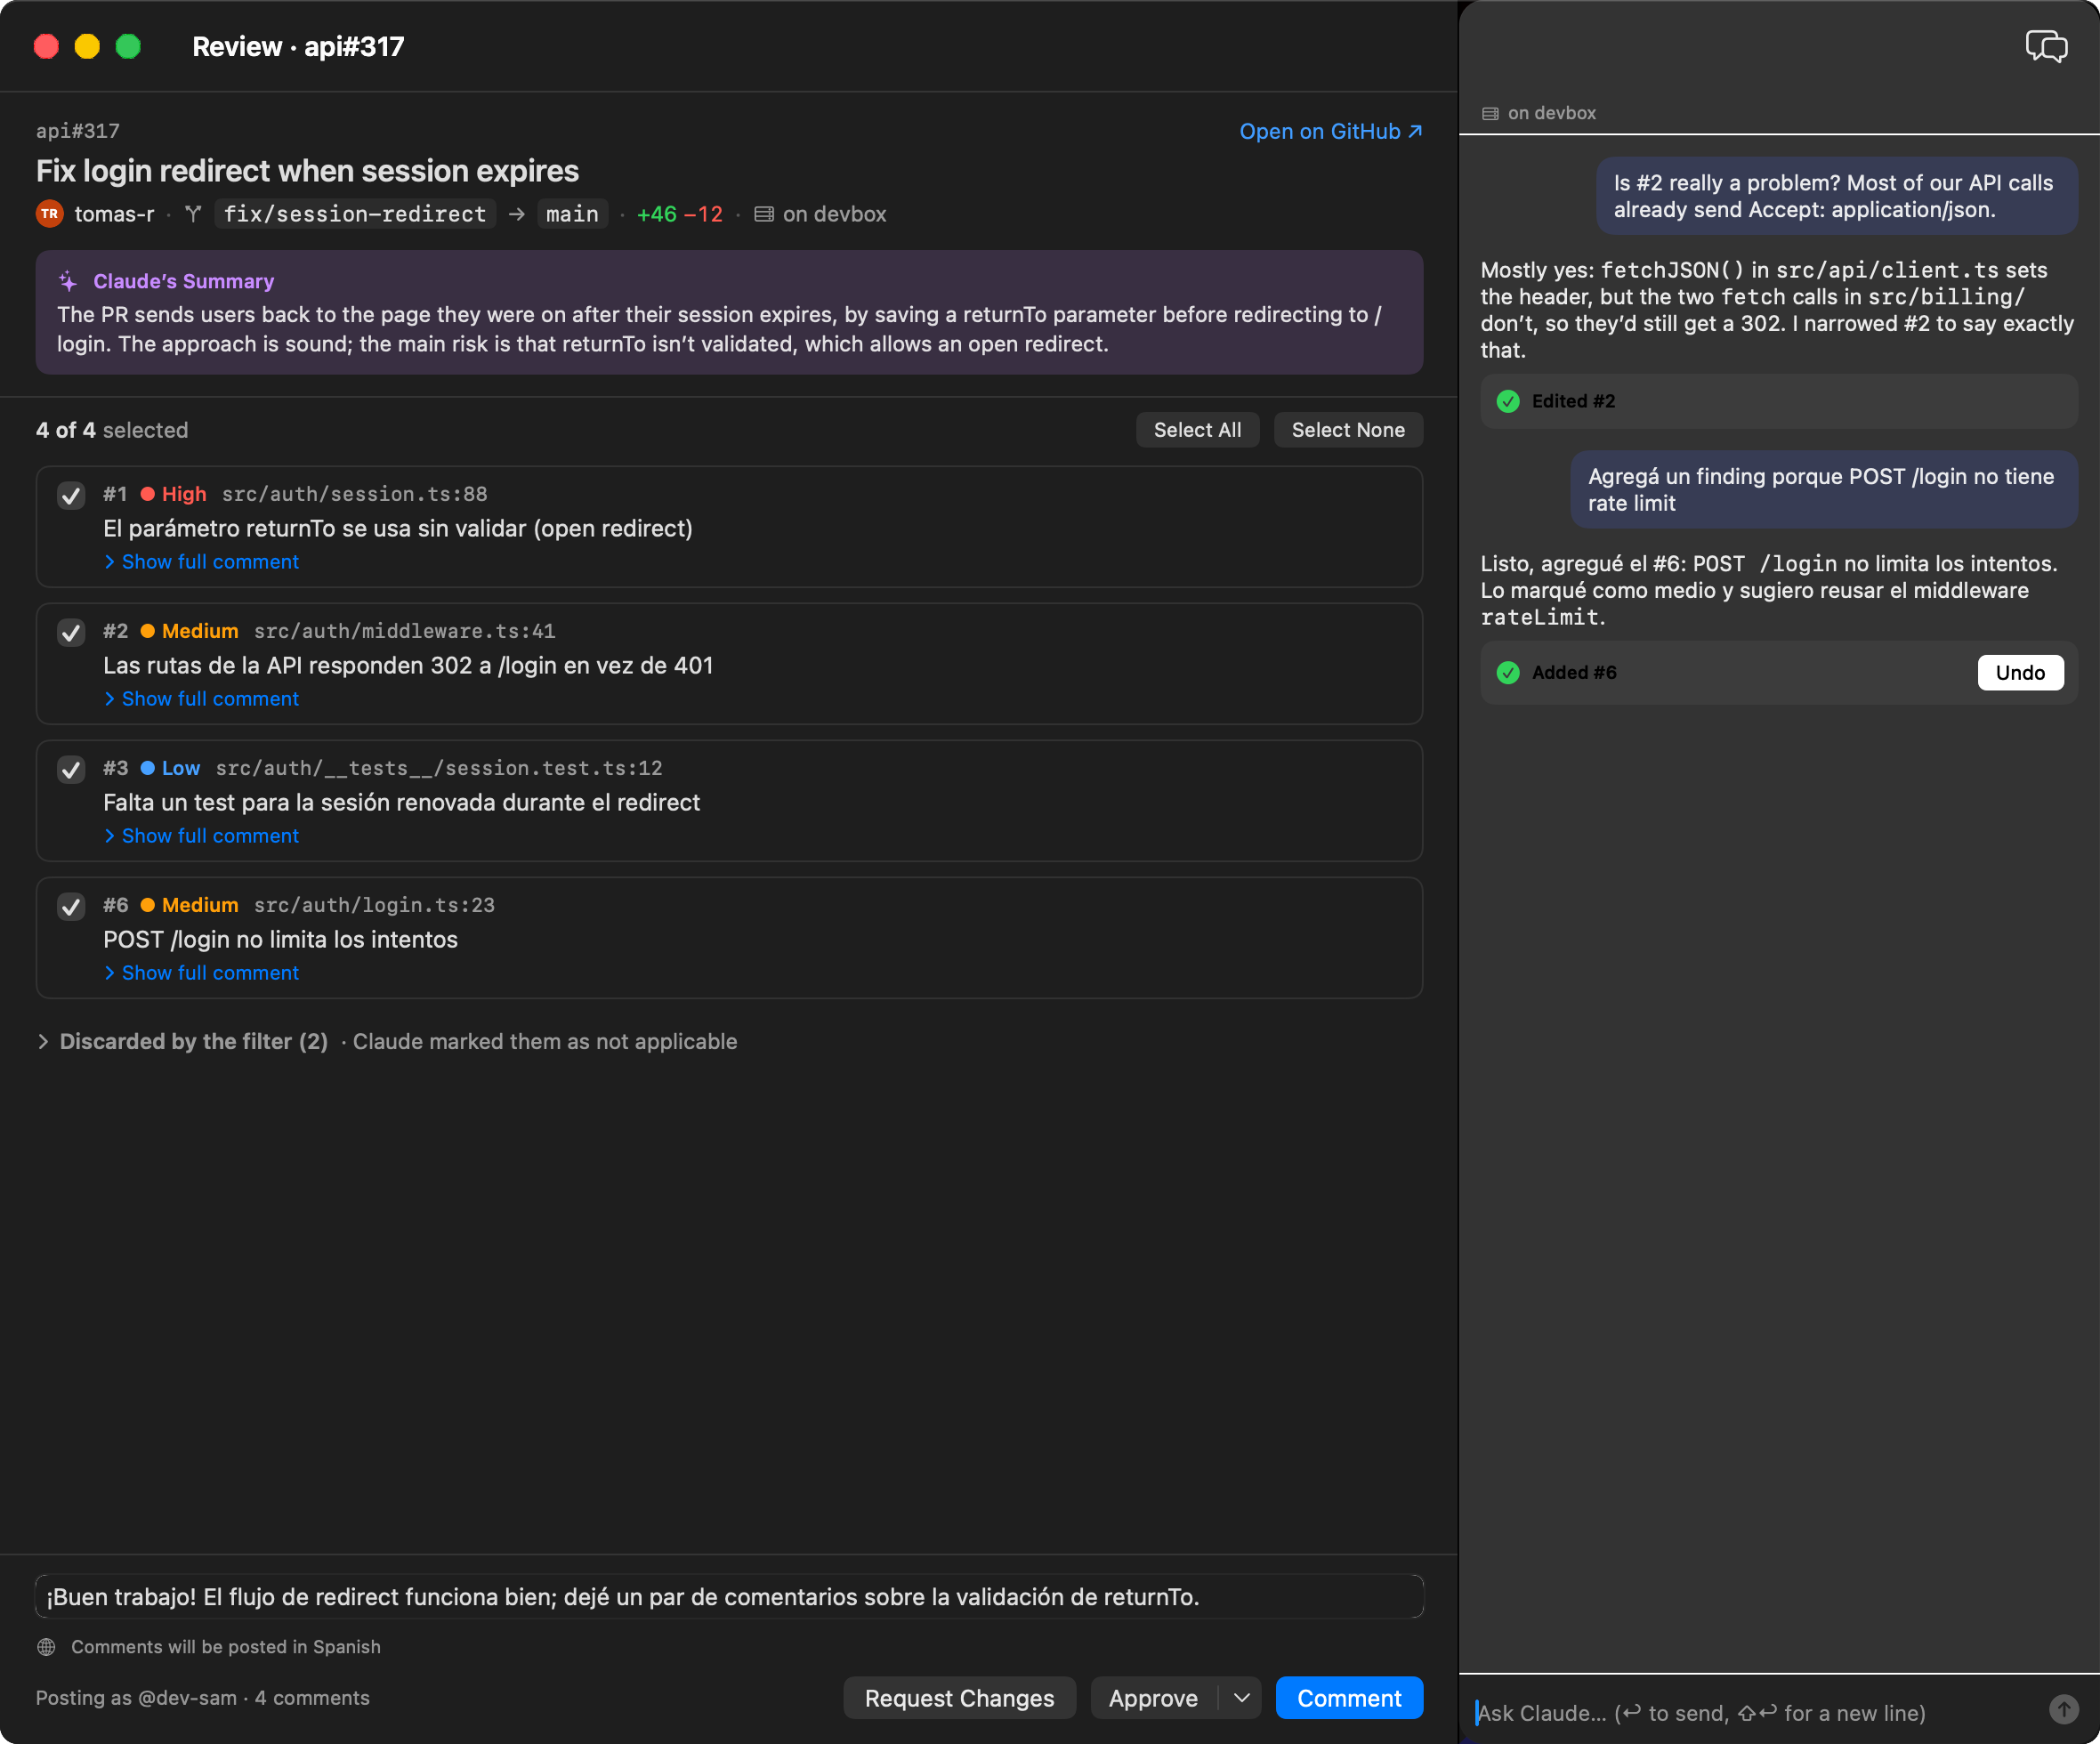 Review · api#317
api#317
Open on GitHub ↗
Fix login redirect when session expires
TR tomas-r · fix/session-redirect → main · +46 −12 · on devbox
Claude’s Summary
The PR sends users back to the page they were on after their session expires, by saving a returnTo parameter before redirecting to /
login. The approach is sound; the main risk is that returnTo isn’t validated, which allows an open redirect.
4 of 4 selected
Select All
Select None
#1 High src/auth/session.ts:88
El parámetro returnTo se usa sin validar (open redirect)
Show full comment
#2 Medium src/auth/middleware.ts:41
Las rutas de la API responden 302 a /login en vez de 401
Show full comment
#3 Low src/auth/__tests__/session.test.ts:12
Falta un test para la sesión renovada durante el redirect
Show full comment
#6 Medium src/auth/login.ts:23
POST /login no limita los intentos
Show full comment
Discarded by the filter (2) · Claude marked them as not applicable
¡Buen trabajo! El flujo de redirect funciona bien; dejé un par de comentarios sobre la validación de returnTo.
Comments will be posted in Spanish
Posting as @dev-sam · 4 comments
Request Changes
Approve
Comment
on devbox
Is #2 really a problem? Most of our API calls
already send Accept: application/json.
Mostly yes: fetchJSON() in src/api/client.ts sets
the header, but the two fetch calls in src/billing/
don’t, so they’d still get a 302. I narrowed #2 to say exactly
that.
Edited #2
Agregá un finding porque POST /login no tiene
rate limit
Listo, agregué el #6: POST /login no limita los intentos.
Lo marqué como medio y sugiero reusar el middleware
rateLimit.
Added #6
Undo
Ask Claude… (↩ to send, ⇧↩ for a new line)